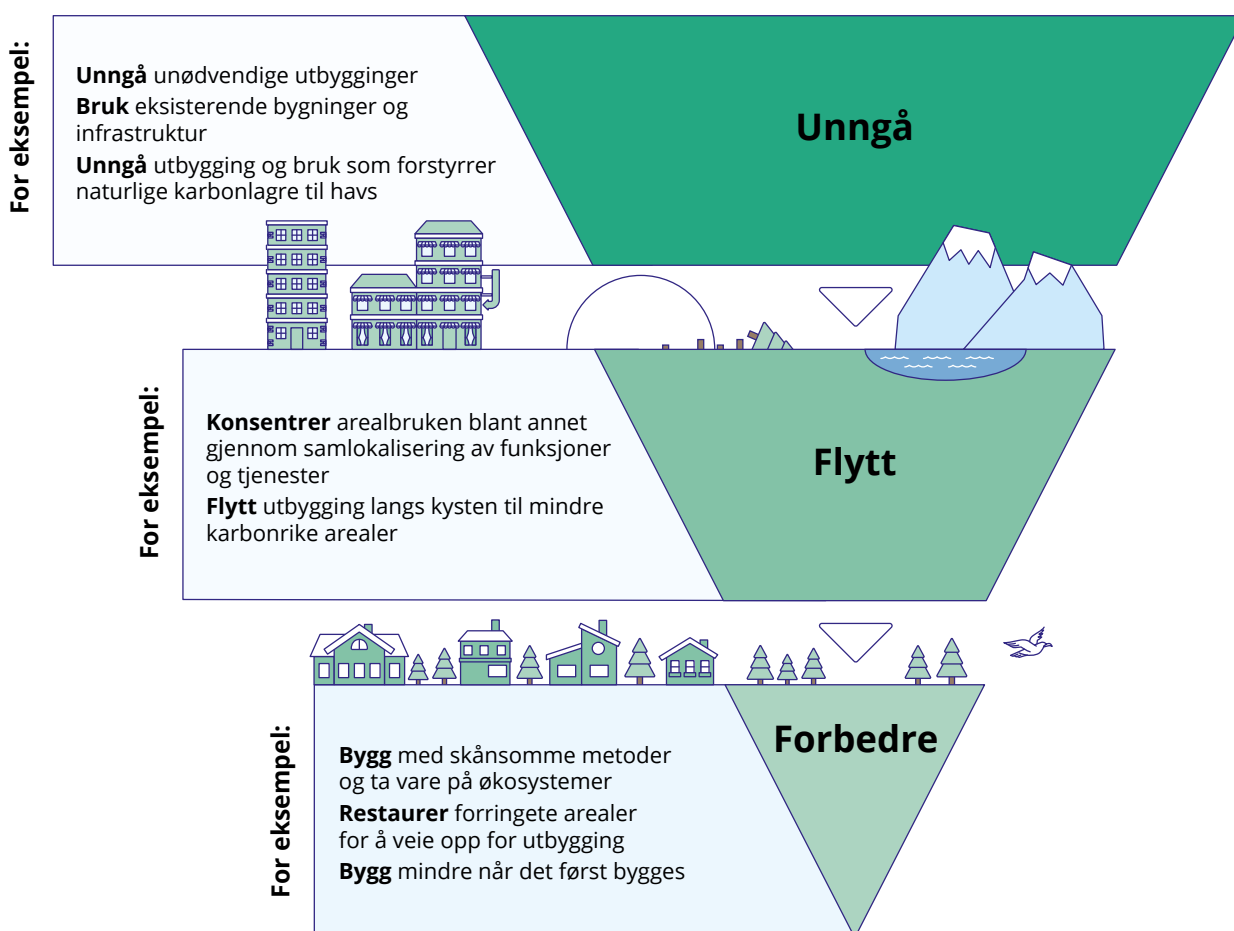 For eksempel:
Unngå unødvendige utbygginger
Bruk eksisterende bygninger og
infrastruktur
Unngå utbygging og bruk som forstyrrer
naturlige karbonlagre til havs
Unngå
For eksempel:
Konsentrer arealbruken blant annet
gjennom samlokalisering av funksjoner
og tjenester
Flytt utbygging langs kysten til mindre
karbonrike arealer
Flytt
For eksempel:
Bygg med skånsomme metoder
og ta vare på økosystemer
Restaurer forringete arealer
for å veie opp for utbygging
Bygg mindre når det først bygges
Forbedre